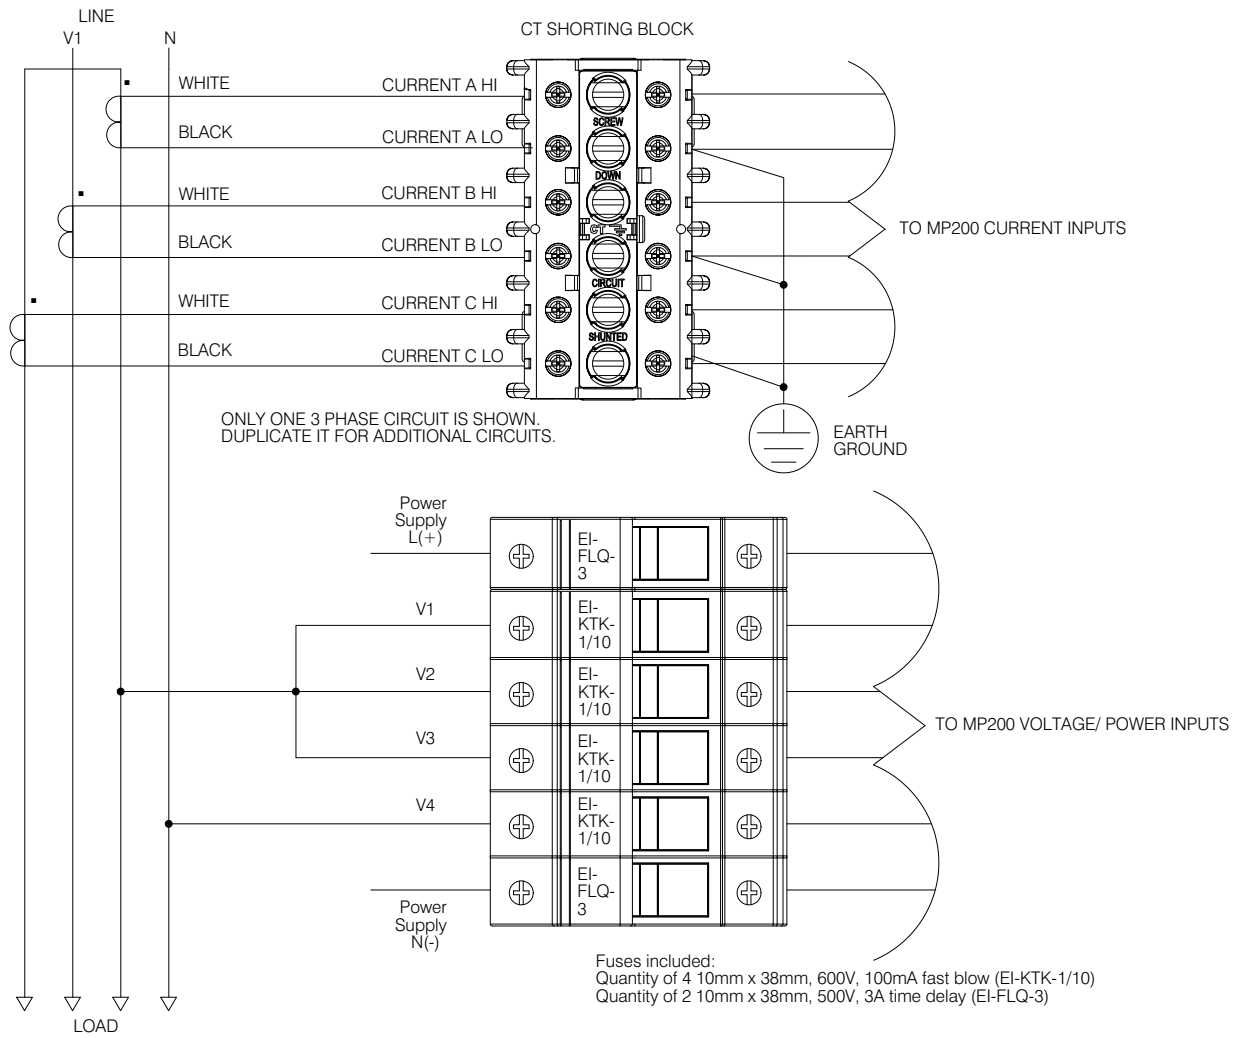 LINE
V1
N
CT SHORTING BLOCK
WHITE
CURRENT A HI
SCREW
BLACK
CURRENT A LO
DOWN
WHITE
CURRENT B HI
CT
TO MP200 CURRENT INPUTS
BLACK
CURRENT B LO
CIRCUIT
WHITE
CURRENT C HI
SHUNTED
BLACK
CURRENT C LO
ONLY ONE 3 PHASE CIRCUIT IS SHOWN.
DUPLICATE IT FOR ADDITIONAL CIRCUITS.
EARTH
GROUND
Power
Supply
L(+)
EI-
FLQ-
3
V1
EI-
KTK-
1/10
V2
EI-
KTK-
1/10
TO MP200 VOLTAGE/ POWER INPUTS
V3
EI-
KTK-
1/10
V4
EI-
KTK-
1/10
EI-
FLQ-
3
Power
Supply
N(-)
Fuses included:
Quantity of 4 10mm x 38mm, 600V, 100mA fast blow (EI-KTK-1/10)
Quantity of 2 10mm x 38mm, 500V, 3A time delay (EI-FLQ-3)
LOAD